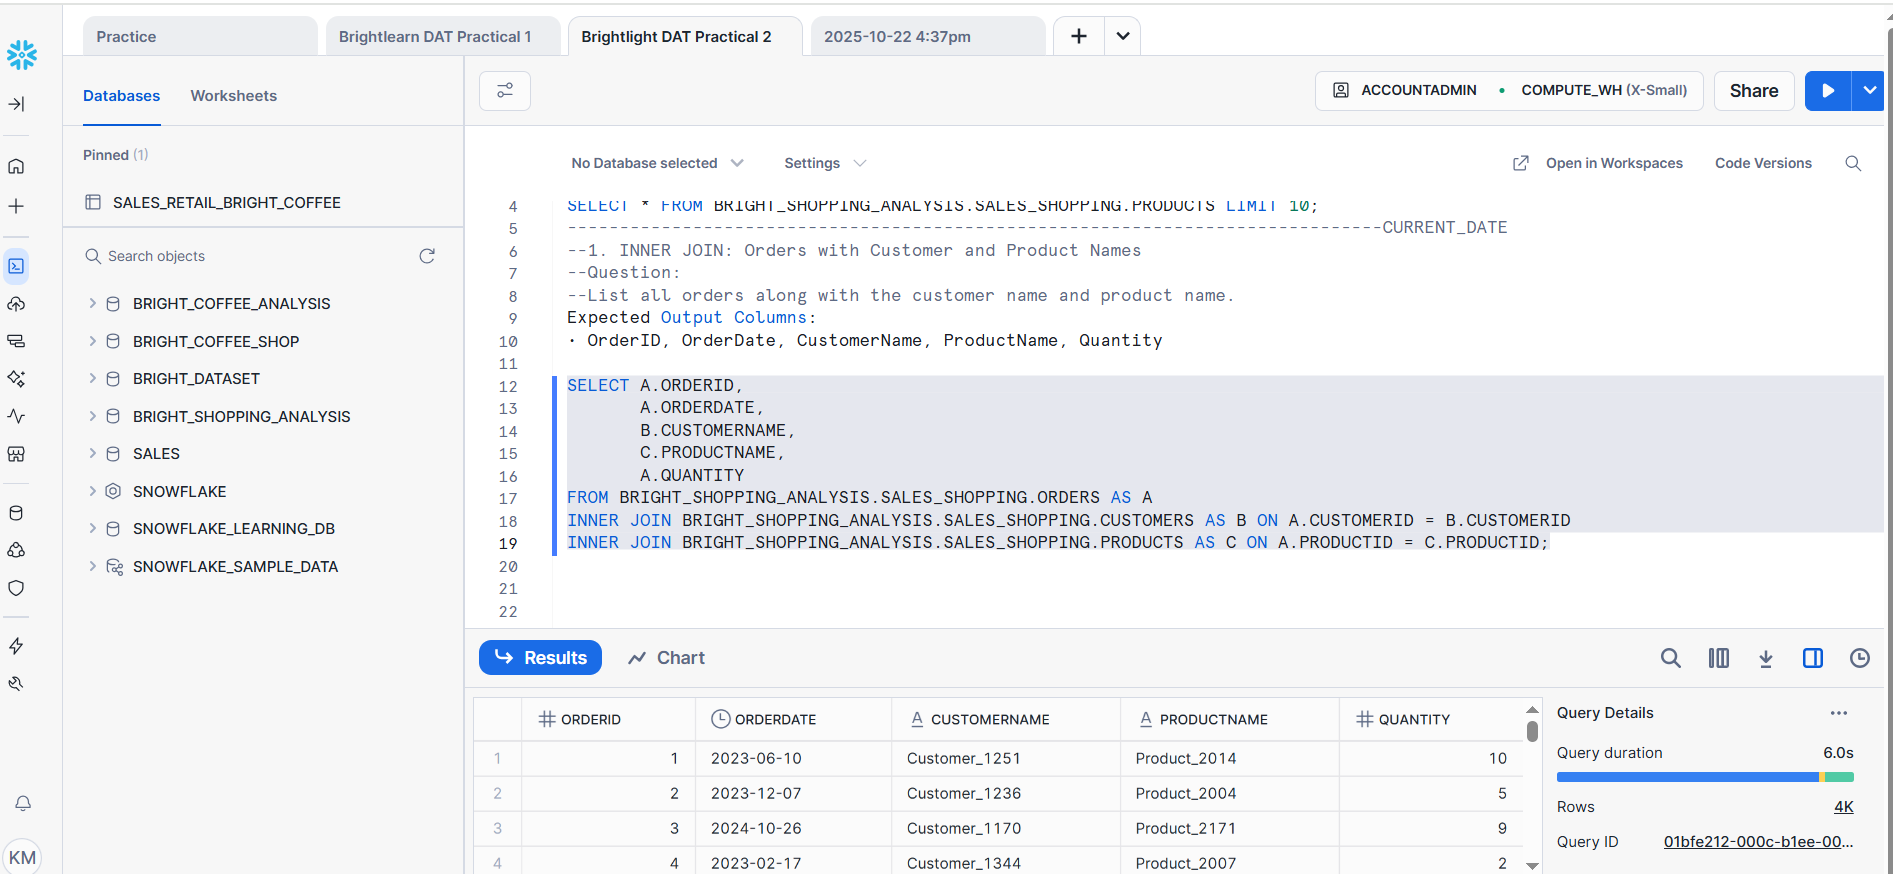 Practice
Brightlearn DAT Practical 1
Brightlight DAT Practical 2
2025-10-22 4:37pm
Databases
Worksheets
ACCOUNTADMIN
COMPUTE_WH (X-Small)
Share
Pinned (1)
SALES_RETAIL_BRIGHT_COFFEE
Search objects
BRIGHT_COFFEE_ANALYSIS
BRIGHT_COFFEE_SHOP
BRIGHT_DATASET
BRIGHT_SHOPPING_ANALYSIS
SALES
SNOWFLAKE
SNOWFLAKE_LEARNING_DB
SNOWFLAKE_SAMPLE_DATA
KM
No Database selected
Settings
Open in Workspaces
Code Versions
4 SELECT * FROM BRIGHT_SHOPPING_ANALYSIS.SALES_SHOPPING.PRODUCTS LIMIT 10;
5 ------------------------------------------------------------------------------CURRENT_DATE
6 --1. INNER JOIN: Orders with Customer and Product Names
7 --Question:
8 --List all orders along with the customer name and product name.
9 Expected Output Columns:
10 · OrderID, OrderDate, CustomerName, ProductName, Quantity
11
12 SELECT A.ORDERID,
13 A.ORDERDATE,
14 B.CUSTOMERNAME,
15 C.PRODUCTNAME,
16 A.QUANTITY
17 FROM BRIGHT_SHOPPING_ANALYSIS.SALES_SHOPPING.ORDERS AS A
18 INNER JOIN BRIGHT_SHOPPING_ANALYSIS.SALES_SHOPPING.CUSTOMERS AS B ON A.CUSTOMERID = B.CUSTOMERID
19 INNER JOIN BRIGHT_SHOPPING_ANALYSIS.SALES_SHOPPING.PRODUCTS AS C ON A.PRODUCTID = C.PRODUCTID;
20
21
22
Results
Chart
ORDERID ORDERDATE CUSTOMERNAME PRODUCTNAME QUANTITY
1 1 2023-06-10 Customer_1251 Product_2014 10
2 2 2023-12-07 Customer_1236 Product_2004 5
3 3 2024-10-26 Customer_1170 Product_2171 9
4 4 2023-02-17 Customer_1344 Product_2007 2
Query Details ...
Query duration 6.0s
Rows 4K
Query ID 01bfe212-000c-b1ee-00...